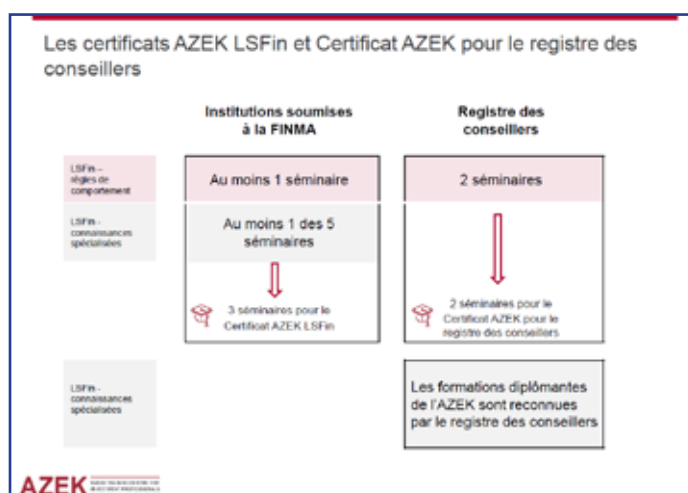 Les certificats AZEK LSFin et Certificat AZEK pour le registre des
conseillers
Institutions soumises
à la FINMA
Registre des
conseillers
LSFin –
règles de
comportement
Au moins 1 séminaire
2 séminaires
LSFin -
connaissances
spécialisées
Au moins 1 des 5
séminaires
3 séminaires pour le
Certificat AZEK LSFin
2 séminaires pour le
Certificat AZEK pour le
registre des conseillers
LSFin -
connaissances
spécialisées
Les formations diplômantes
de l'AZEK sont reconnues
par le registre des conseillers
AZEK